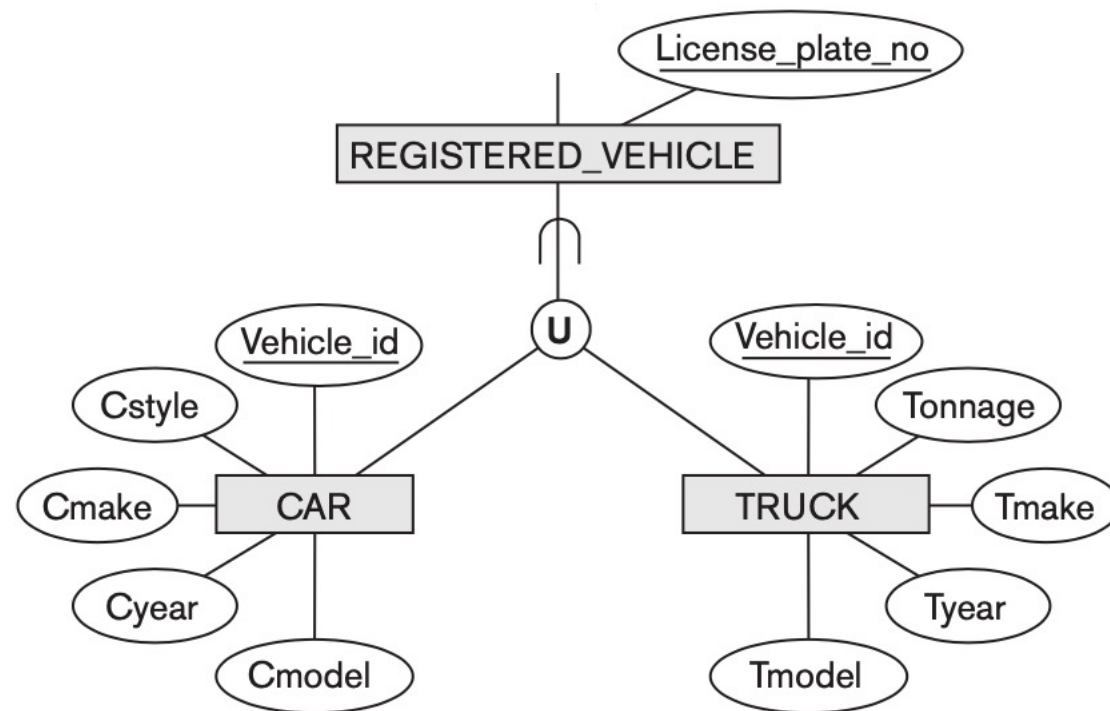 License_plate_no
REGISTERED_VEHICLE
U
Vehicle_id
Vehicle_id
Cstyle
Tonnage
Cmake
CAR
TRUCK
Tmake
Cyear
Tyear
Cmodel
Tmodel